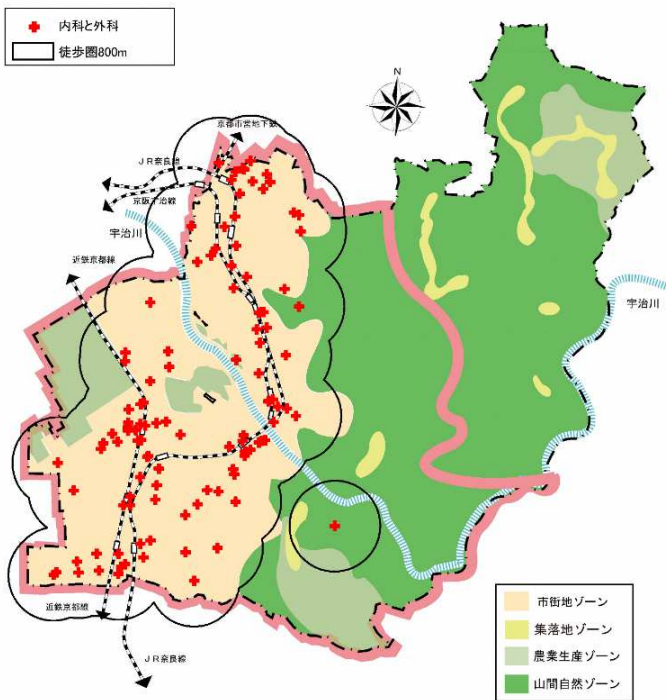 内科と外科
徒歩圏800m
N
京都市営地下鉄
JR奈良線
京阪宇治線
宇治川
近鉄京都線
宇治川
近鉄京都線
JR奈良線
市街地ゾーン
集落地ゾーン
農業生産ゾーン
山間自然ゾーン